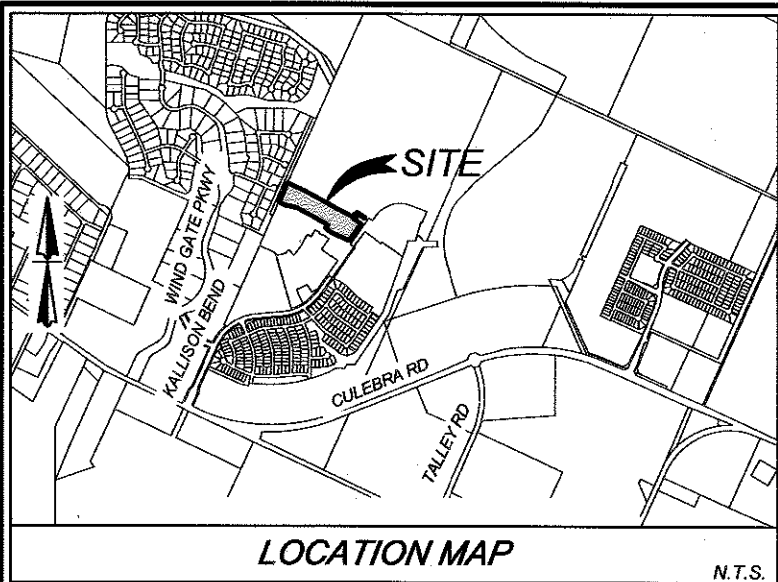 SITE
WIND GATE PKWY
KALLISON BEND
CULEBRA RD
TALLEY RD
LOCATION MAP
N.T.S.